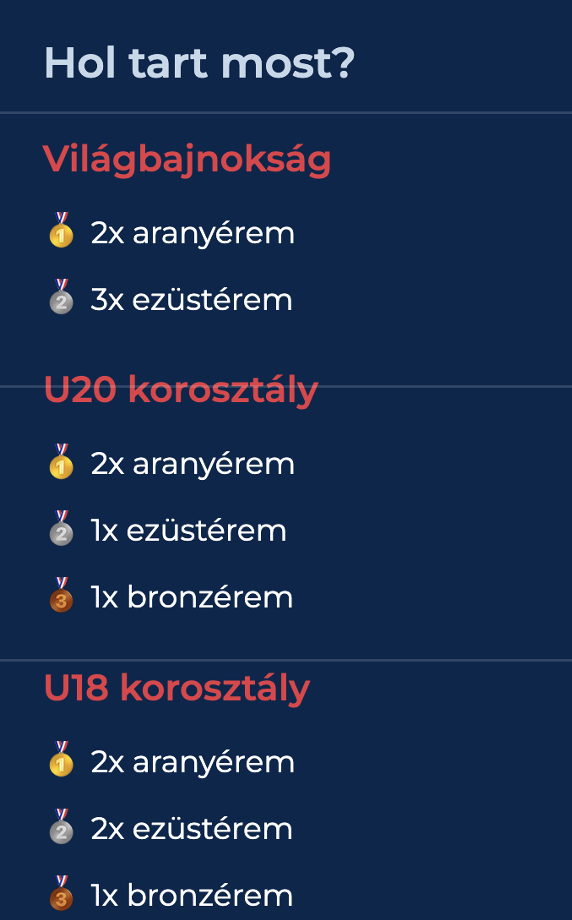 Hol tart most?
Világbajnokság
🥇 2x aranyérem
🥈 3x ezüstérem
U20 korosztály
🥇 2x aranyérem
🥈 1x ezüstérem
🥉 1x bronzérem
U18 korosztály
🥇 2x aranyérem
🥈 2x ezüstérem
🥉 1x bronzérem